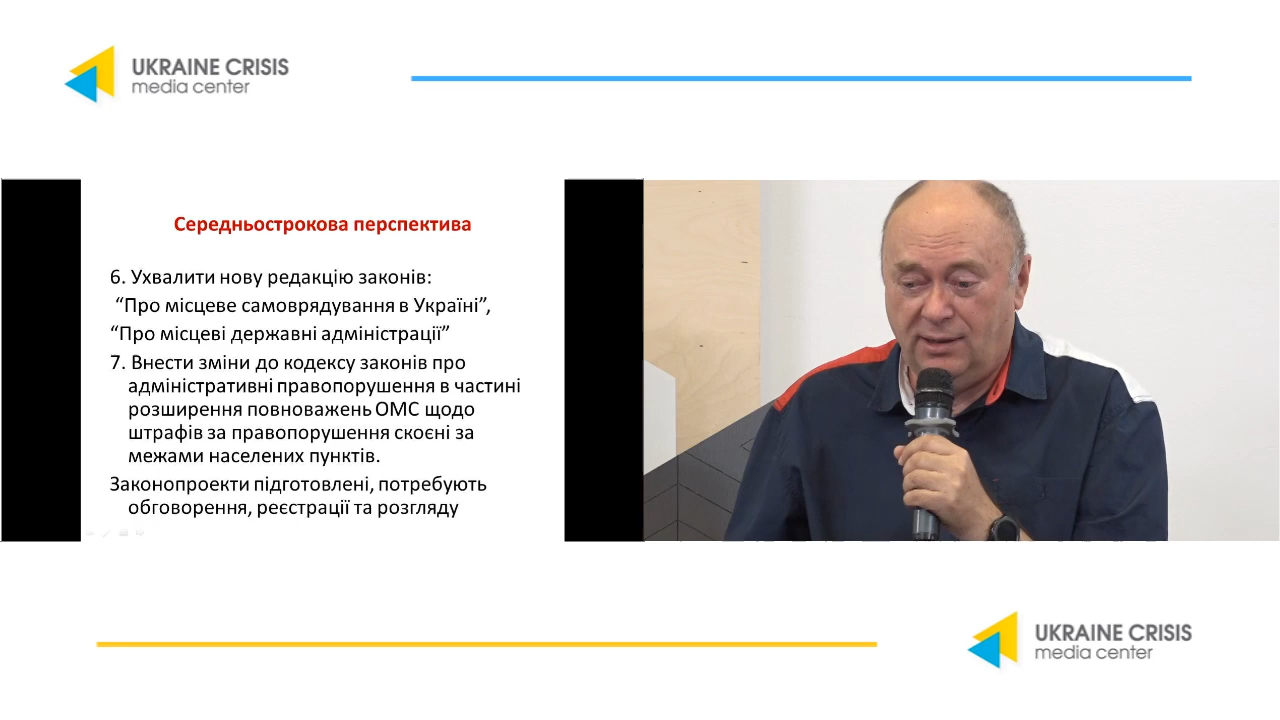 UKRAINE CRISIS
media center
Середньострокова перспектива
6. Ухвалити нову редакцію законів:
“Про місцеве самоврядування в Україні”,
“Про місцеві державні адміністрації”
7. Внести зміни до кодексу законів про
адміністративні правопорушення в частині
розширення повноважень ОМС щодо
штрафів за правопорушення скоєні за
межами населених пунктів.
Законопроекти підготовлені, потребують
обговорення, реєстрації та розгляду
UKRAINE CRISIS
media center